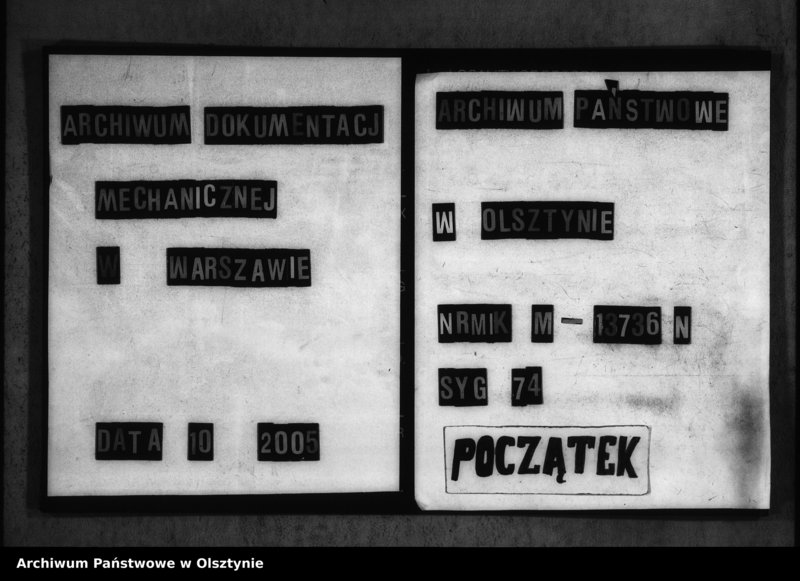 ARCHIWUM DOKUMENTACJ
MECHANICZNEJ
W WARSZAWIE
DATA 10 2005
ARCHIWUM PAŃSTWOWE
W OLSZTYNIE
NRMIK M-13736 N
SYG 74
POCZĄTEK
Archiwum Państwowe w Olsztynie